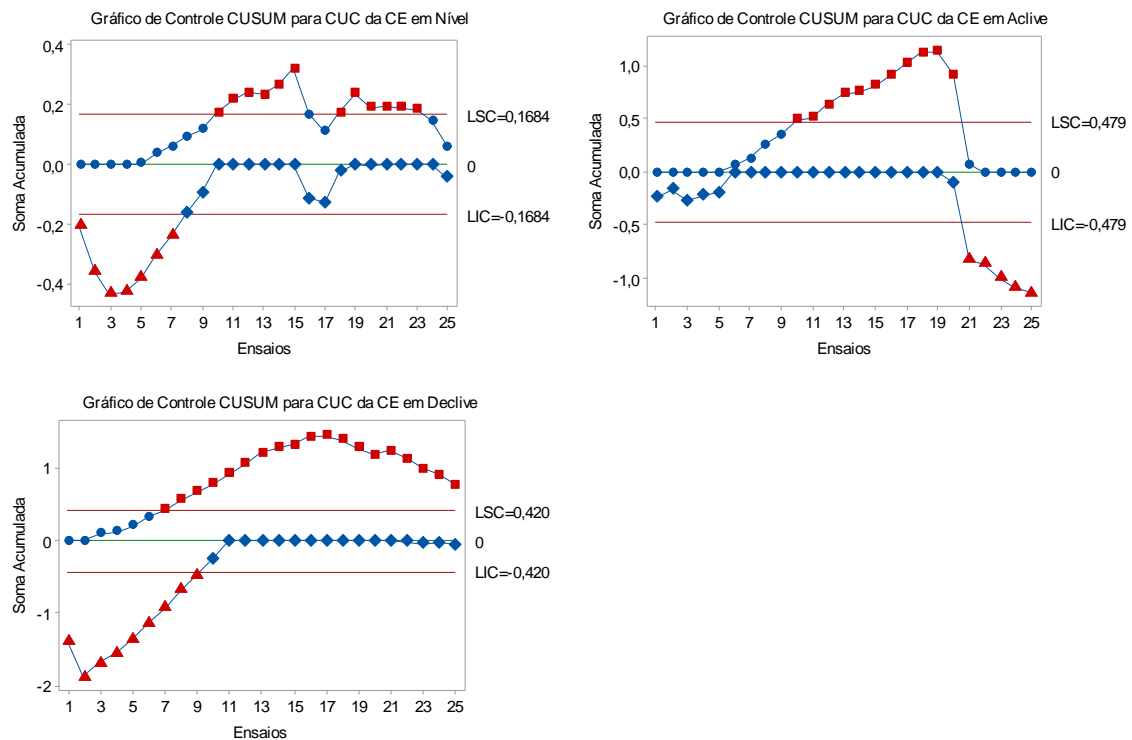 Gráfico de Controle CUSUM para CUC da CE em Nível
0,4
0,2
0,0
-0,2
-0,4
Soma Acumulada
LSC=0,1684
0
LIC=-0,1684
1 3 5 7 9 11 13 15 17 19 21 23 25
Ensaios
Gráfico de Controle CUSUM para CUC da CE em Aclive
1,0
0,5
0,0
-0,5
-1,0
Soma Acumulada
LSC=0,479
0
LIC=-0,479
1 3 5 7 9 11 13 15 17 19 21 23 25
Ensaios
Gráfico de Controle CUSUM para CUC da CE em Declive
1
0
-1
-2
Soma Acumulada
LSC=0,420
0
LIC=-0,420
1 3 5 7 9 11 13 15 17 19 21 23 25
Ensaios